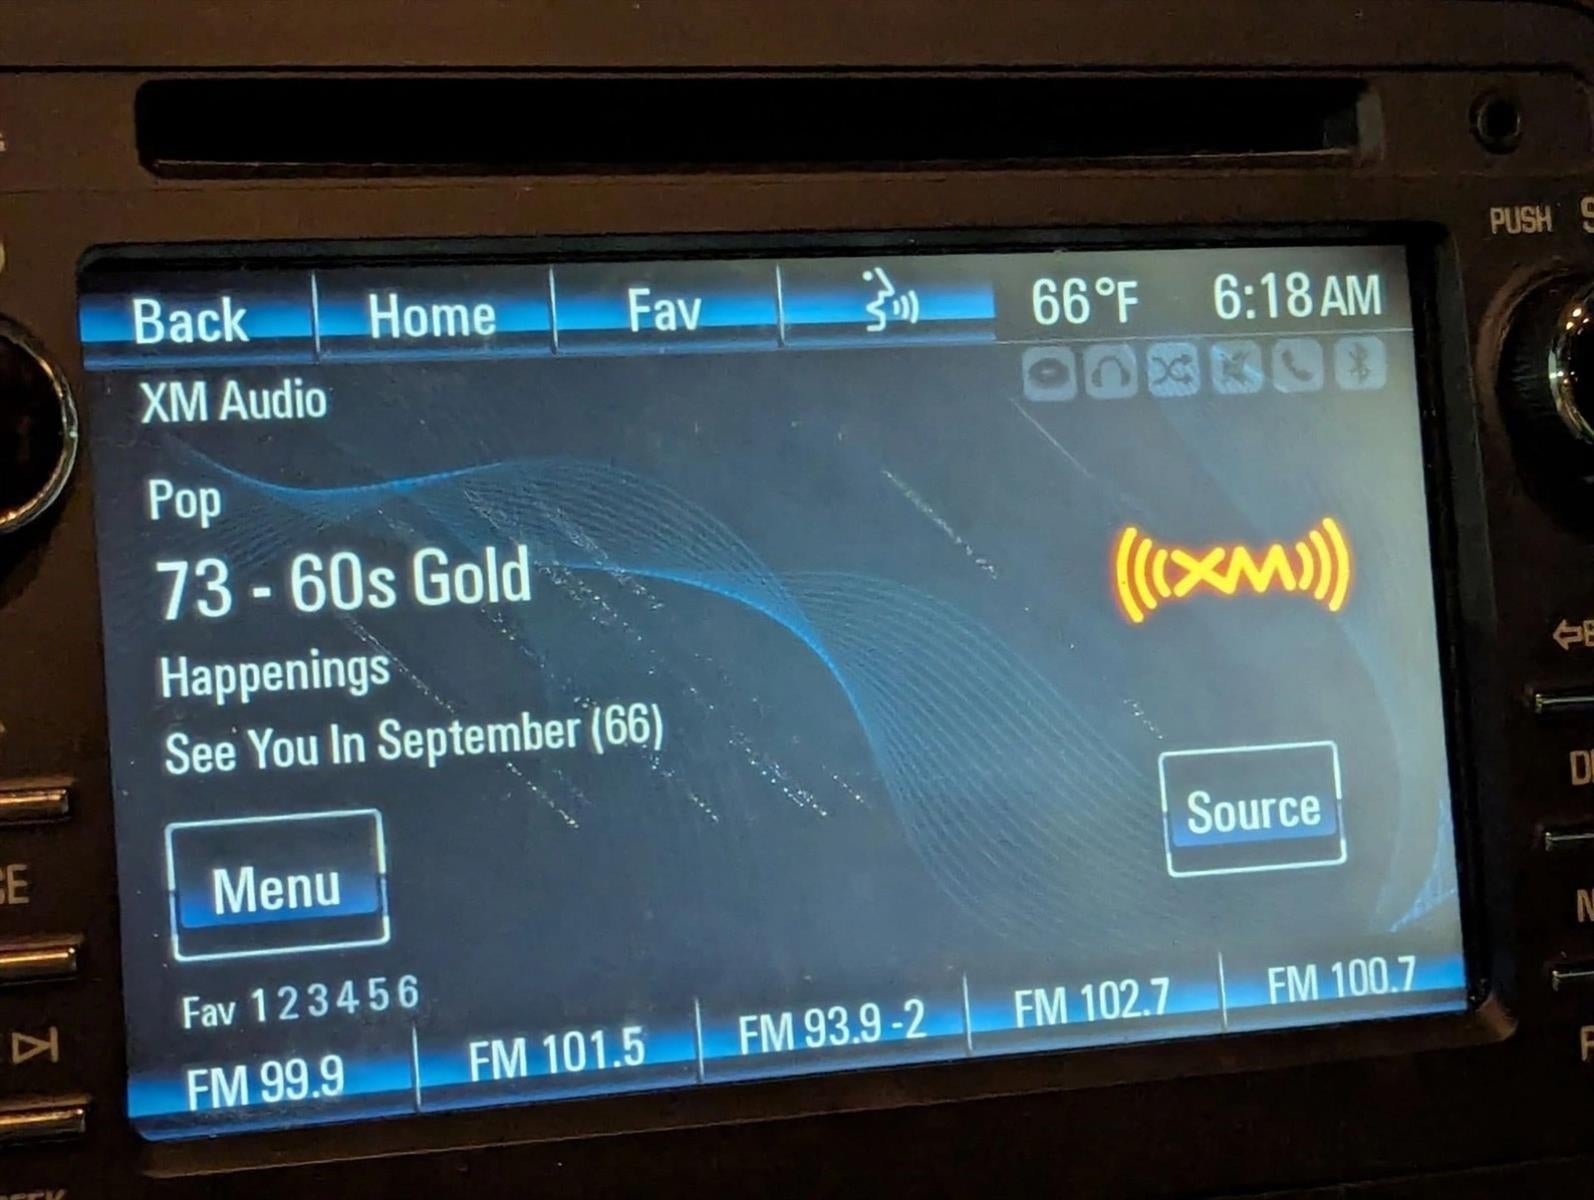 PUSH
Back Home Fav 66°F 6:18 AM
XM Audio
Pop
73 - 60s Gold
XM
Happenings
See You In September (66)
Source
Menu
Fav 1 2 3 4 5 6
FM 99.9 FM 101.5 FM 93.9 -2 FM 102.7 FM 100.7